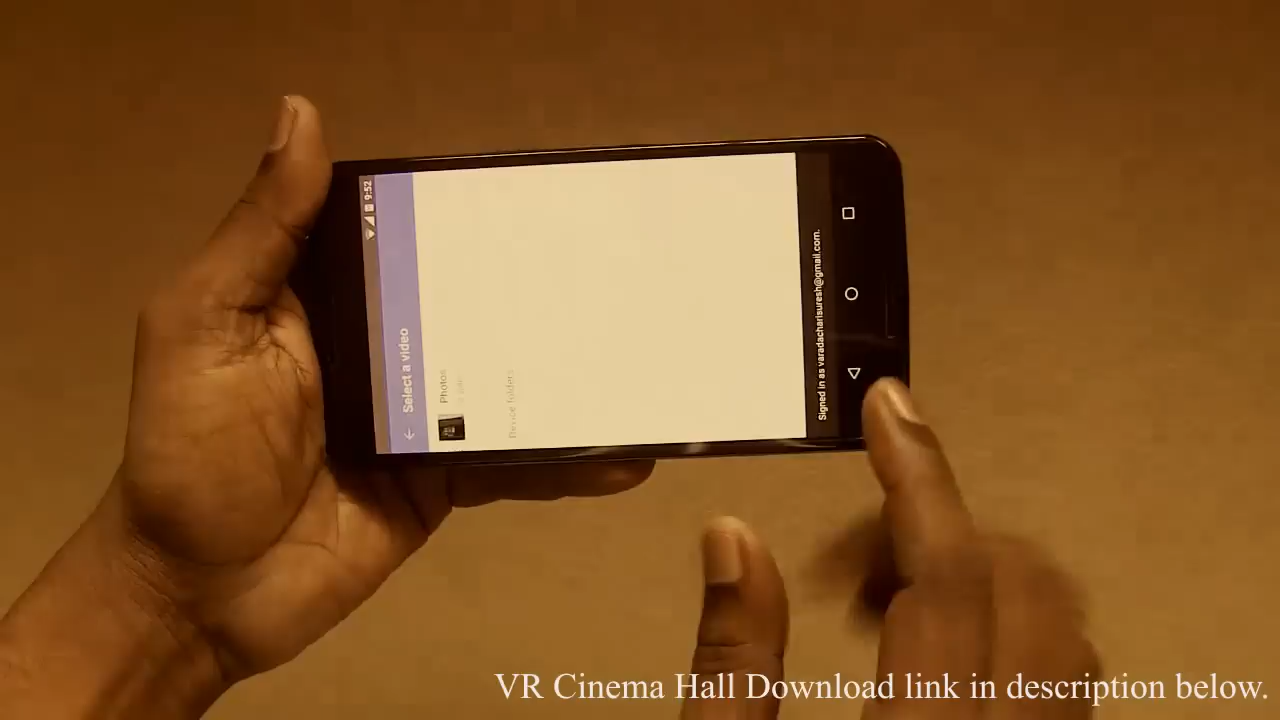 9:52
Select a video
Photos
Device folders
Signed in as varadacharisuresh@gmail.com.
VR Cinema Hall Download link in description below.